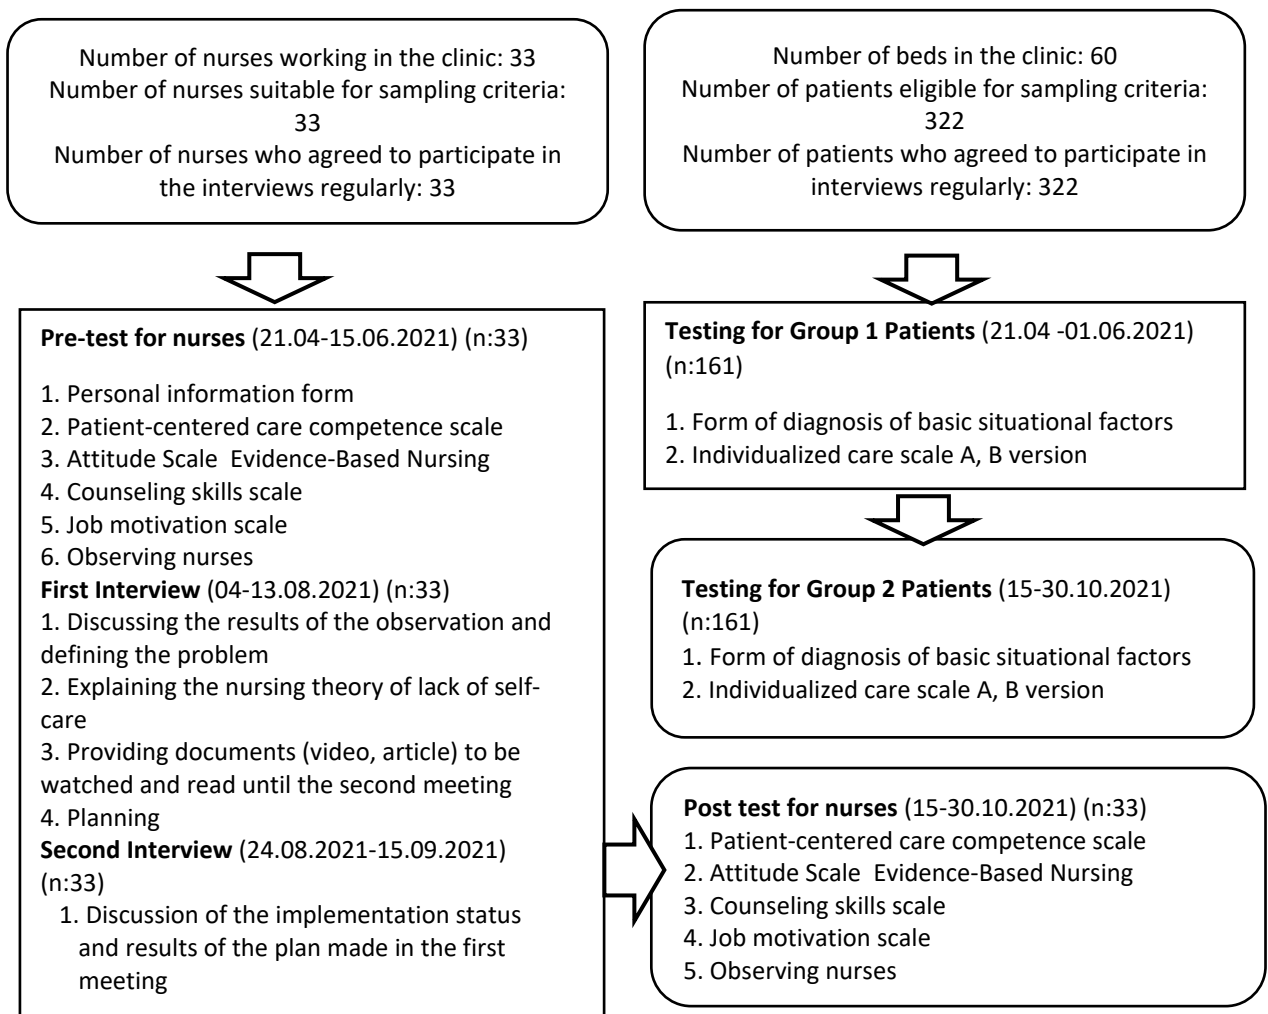 Number of nurses working in the clinic: 33
Number of nurses suitable for sampling criteria:
33
Number of nurses who agreed to participate in
the interviews regularly: 33
Number of beds in the clinic: 60
Number of patients eligible for sampling criteria:
322
Number of patients who agreed to participate in
interviews regularly: 322
Pre-test for nurses (21.04-15.06.2021) (n:33)
1. Personal information form
2. Patient-centered care competence scale
3. Attitude Scale  Evidence-Based Nursing
4. Counseling skills scale
5. Job motivation scale
6. Observing nurses
First Interview (04-13.08.2021) (n:33)
1. Discussing the results of the observation and
defining the problem
2. Explaining the nursing theory of lack of self-
care
3. Providing documents (video, article) to be
watched and read until the second meeting
4. Planning
Second Interview (24.08.2021-15.09.2021)
(n:33)
1. Discussion of the implementation status
and results of the plan made in the first
meeting
Testing for Group 1 Patients (21.04 -01.06.2021)
(n:161)
1. Form of diagnosis of basic situational factors
2. Individualized care scale A, B version
Testing for Group 2 Patients (15-30.10.2021)
(n:161)
1. Form of diagnosis of basic situational factors
2. Individualized care scale A, B version
Post test for nurses (15-30.10.2021) (n:33)
1. Patient-centered care competence scale
2. Attitude Scale  Evidence-Based Nursing
3. Counseling skills scale
4. Job motivation scale
5. Observing nurses